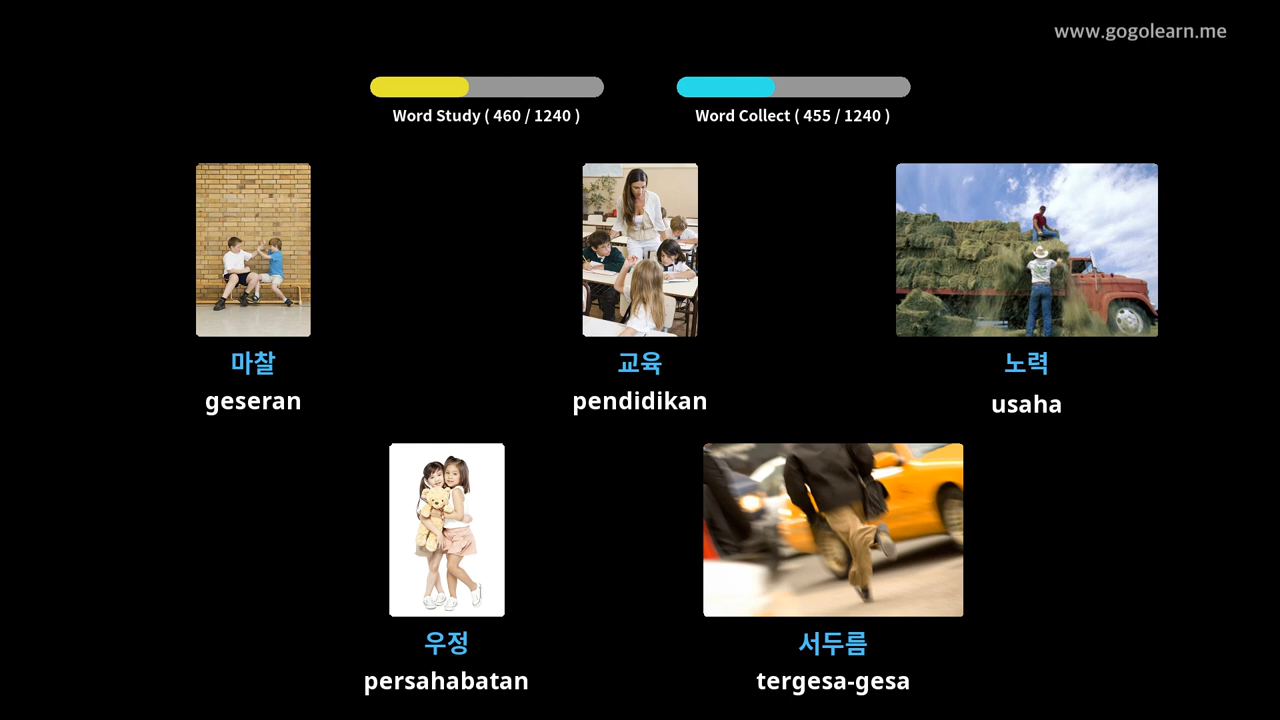 www.gogolearn.me
Word Study ( 460 / 1240 )
Word Collect ( 455 / 1240 )
마찰
geseran
교육
pendidikan
노력
usaha
우정
persahabatan
서두름
tergesa-gesa